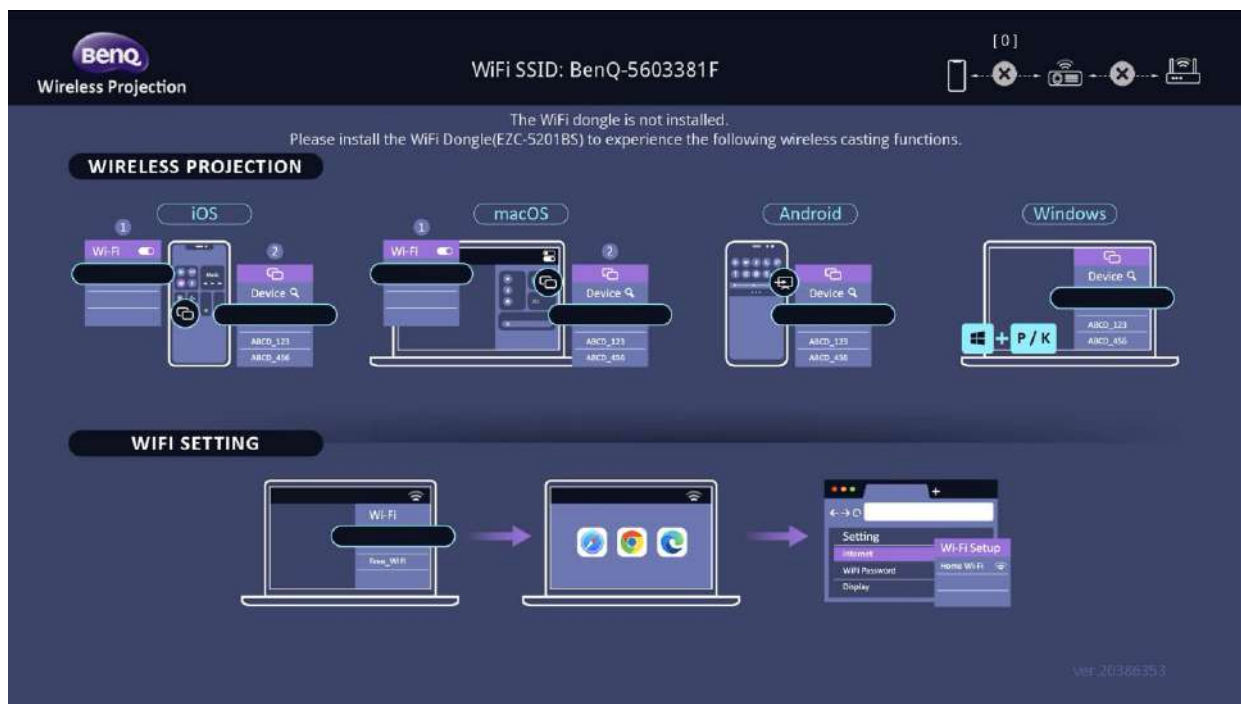 BenQ
Wireless Projection
WiFi SSID: BenQ-5603381F
[ 0 ]
The WiFi dongle is not installed.
Please install the WiFi Dongle(EZC-5201BS) to experience the following wireless casting functions.
WIRELESS PROJECTION
iOS
1
Wi-Fi
2
Device
ABCD_123
ABCD_456
macOS
1
Wi-Fi
2
Device
ABCD_123
ABCD_456
Android
Device
ABCD_123
ABCD_456
Windows
Device
ABCD_123
ABCD_456
+ P / K
WIFI SETTING
Wi-Fi
Free_WiFi
+
Setting
Internet
WiFi Password
Display
Wi-Fi Setup
Home Wi-Fi
ver.20386353